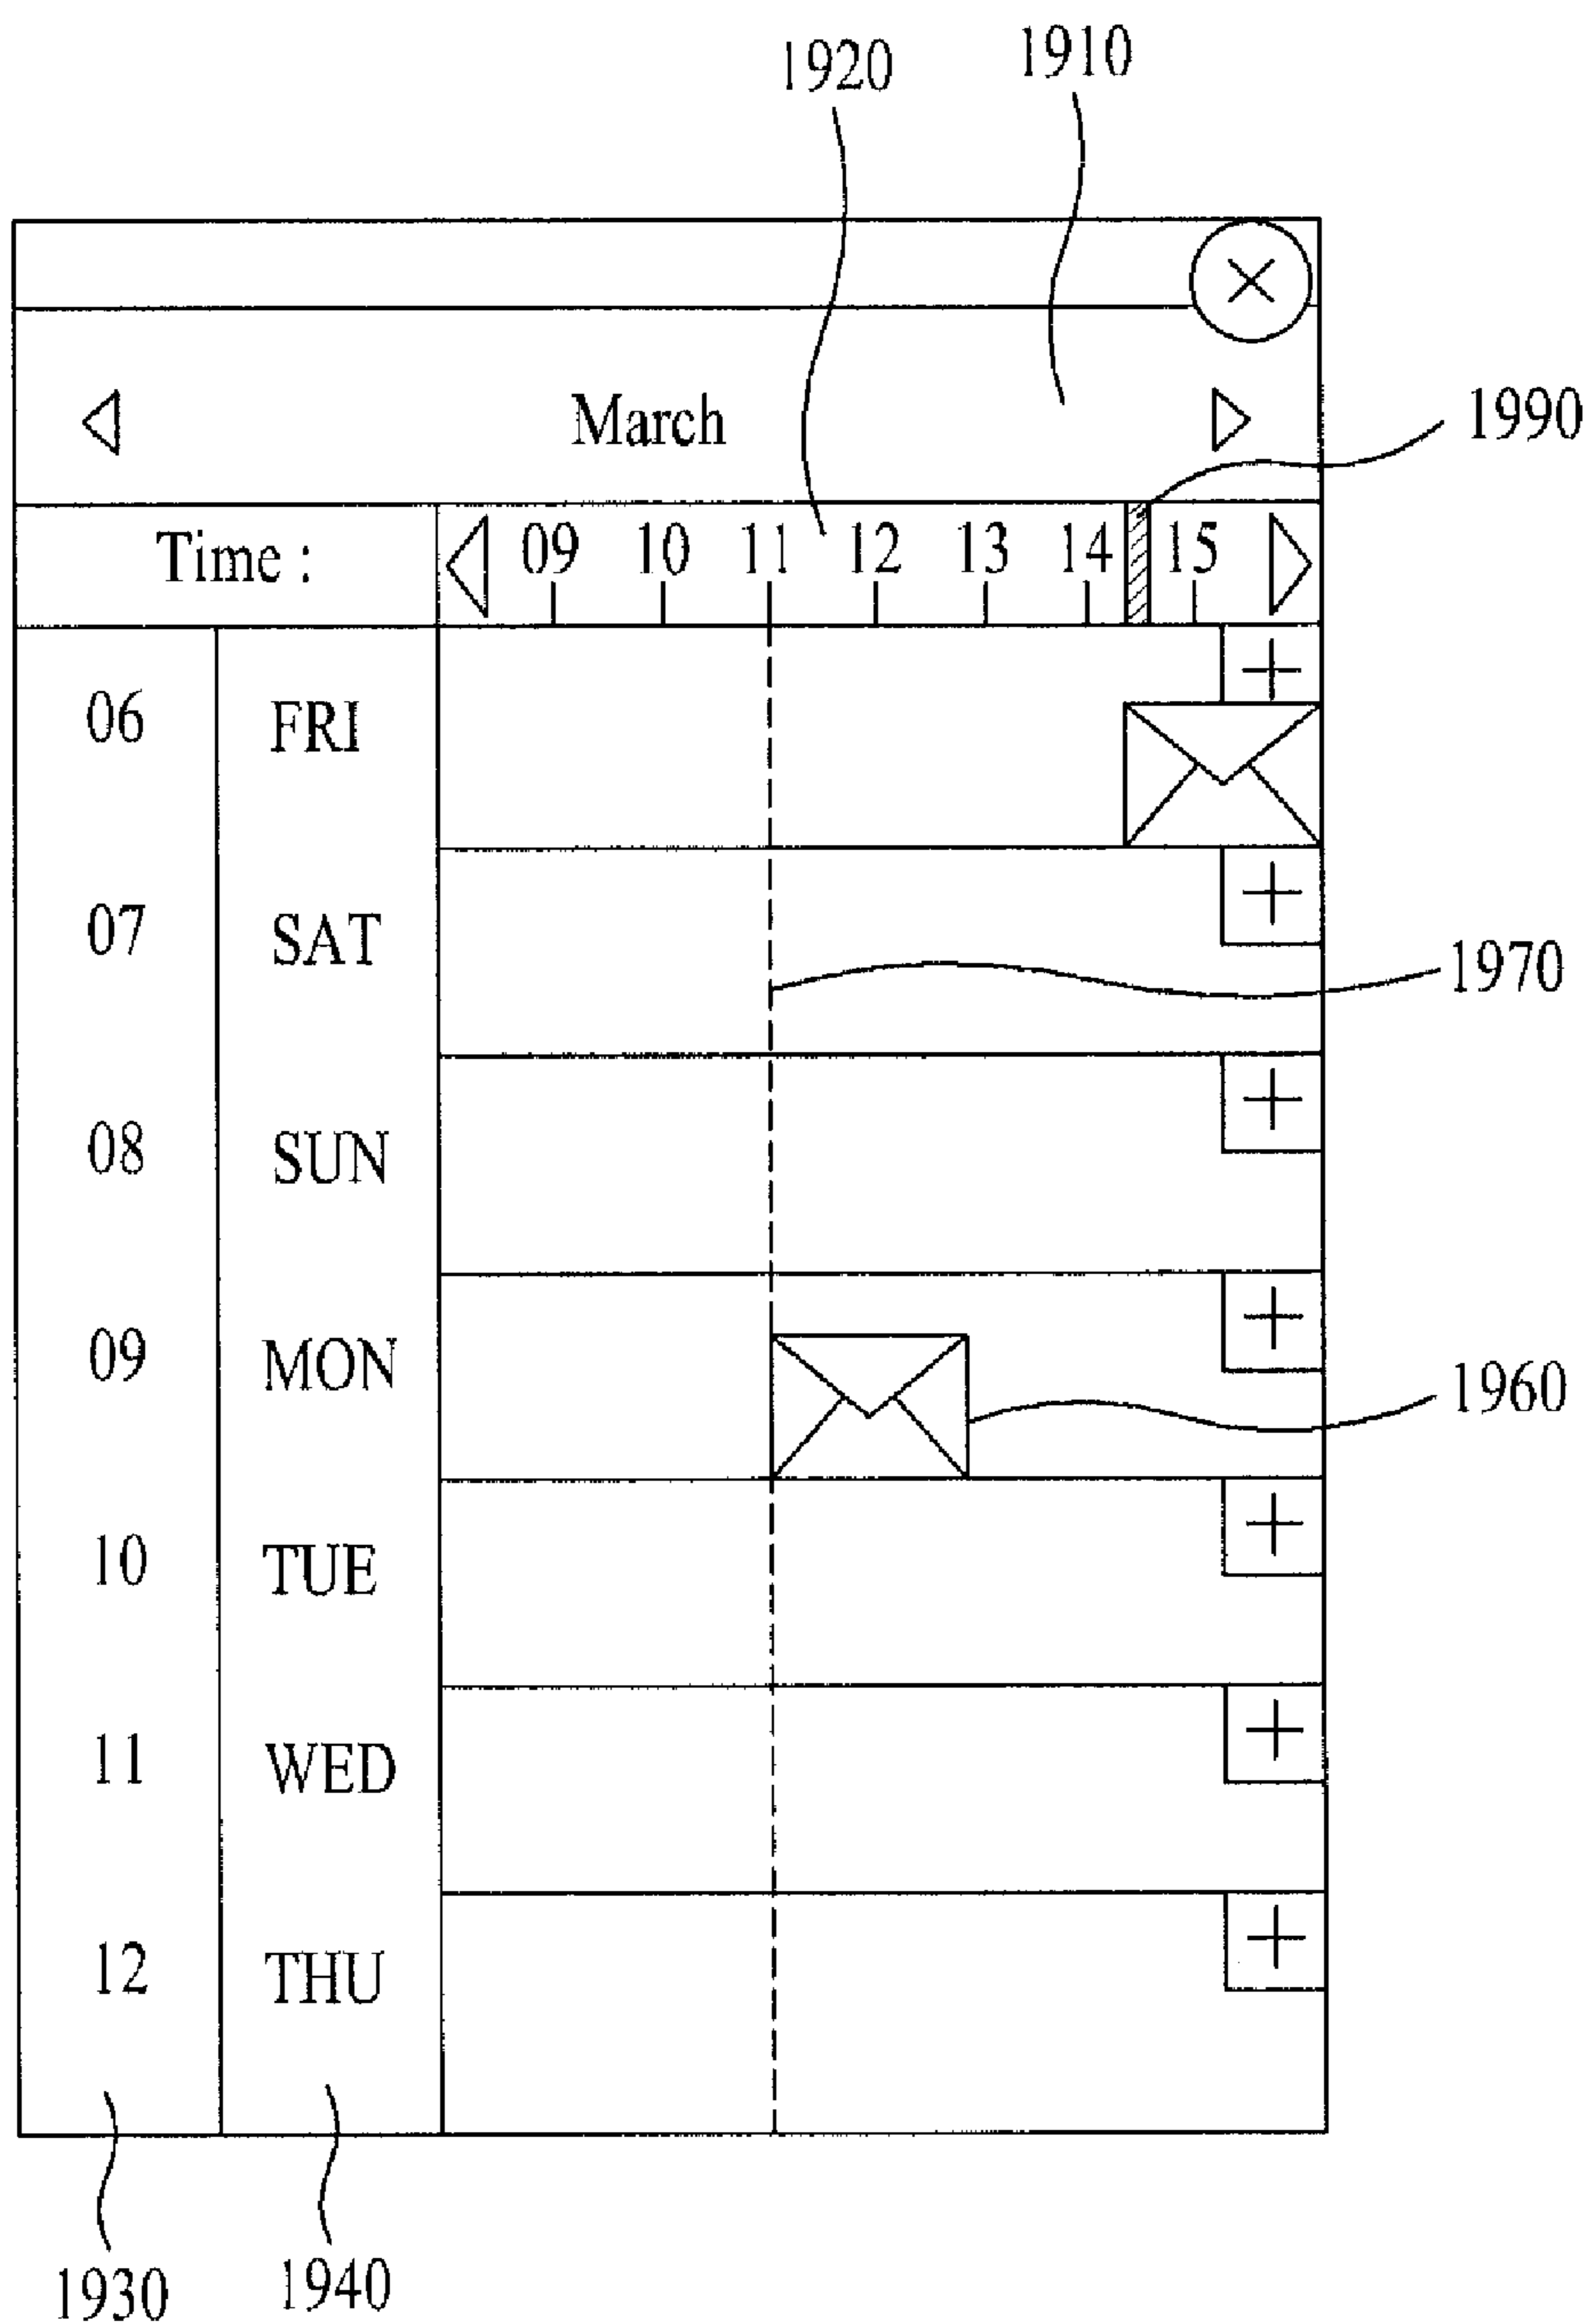 1920 1910
March
1990
Time : 09 10 11 12 13 14 15
06 FRI
07 SAT
1970
08 SUN
09 MON
1960
10 TUE
11 WED
12 THU
1930 1940